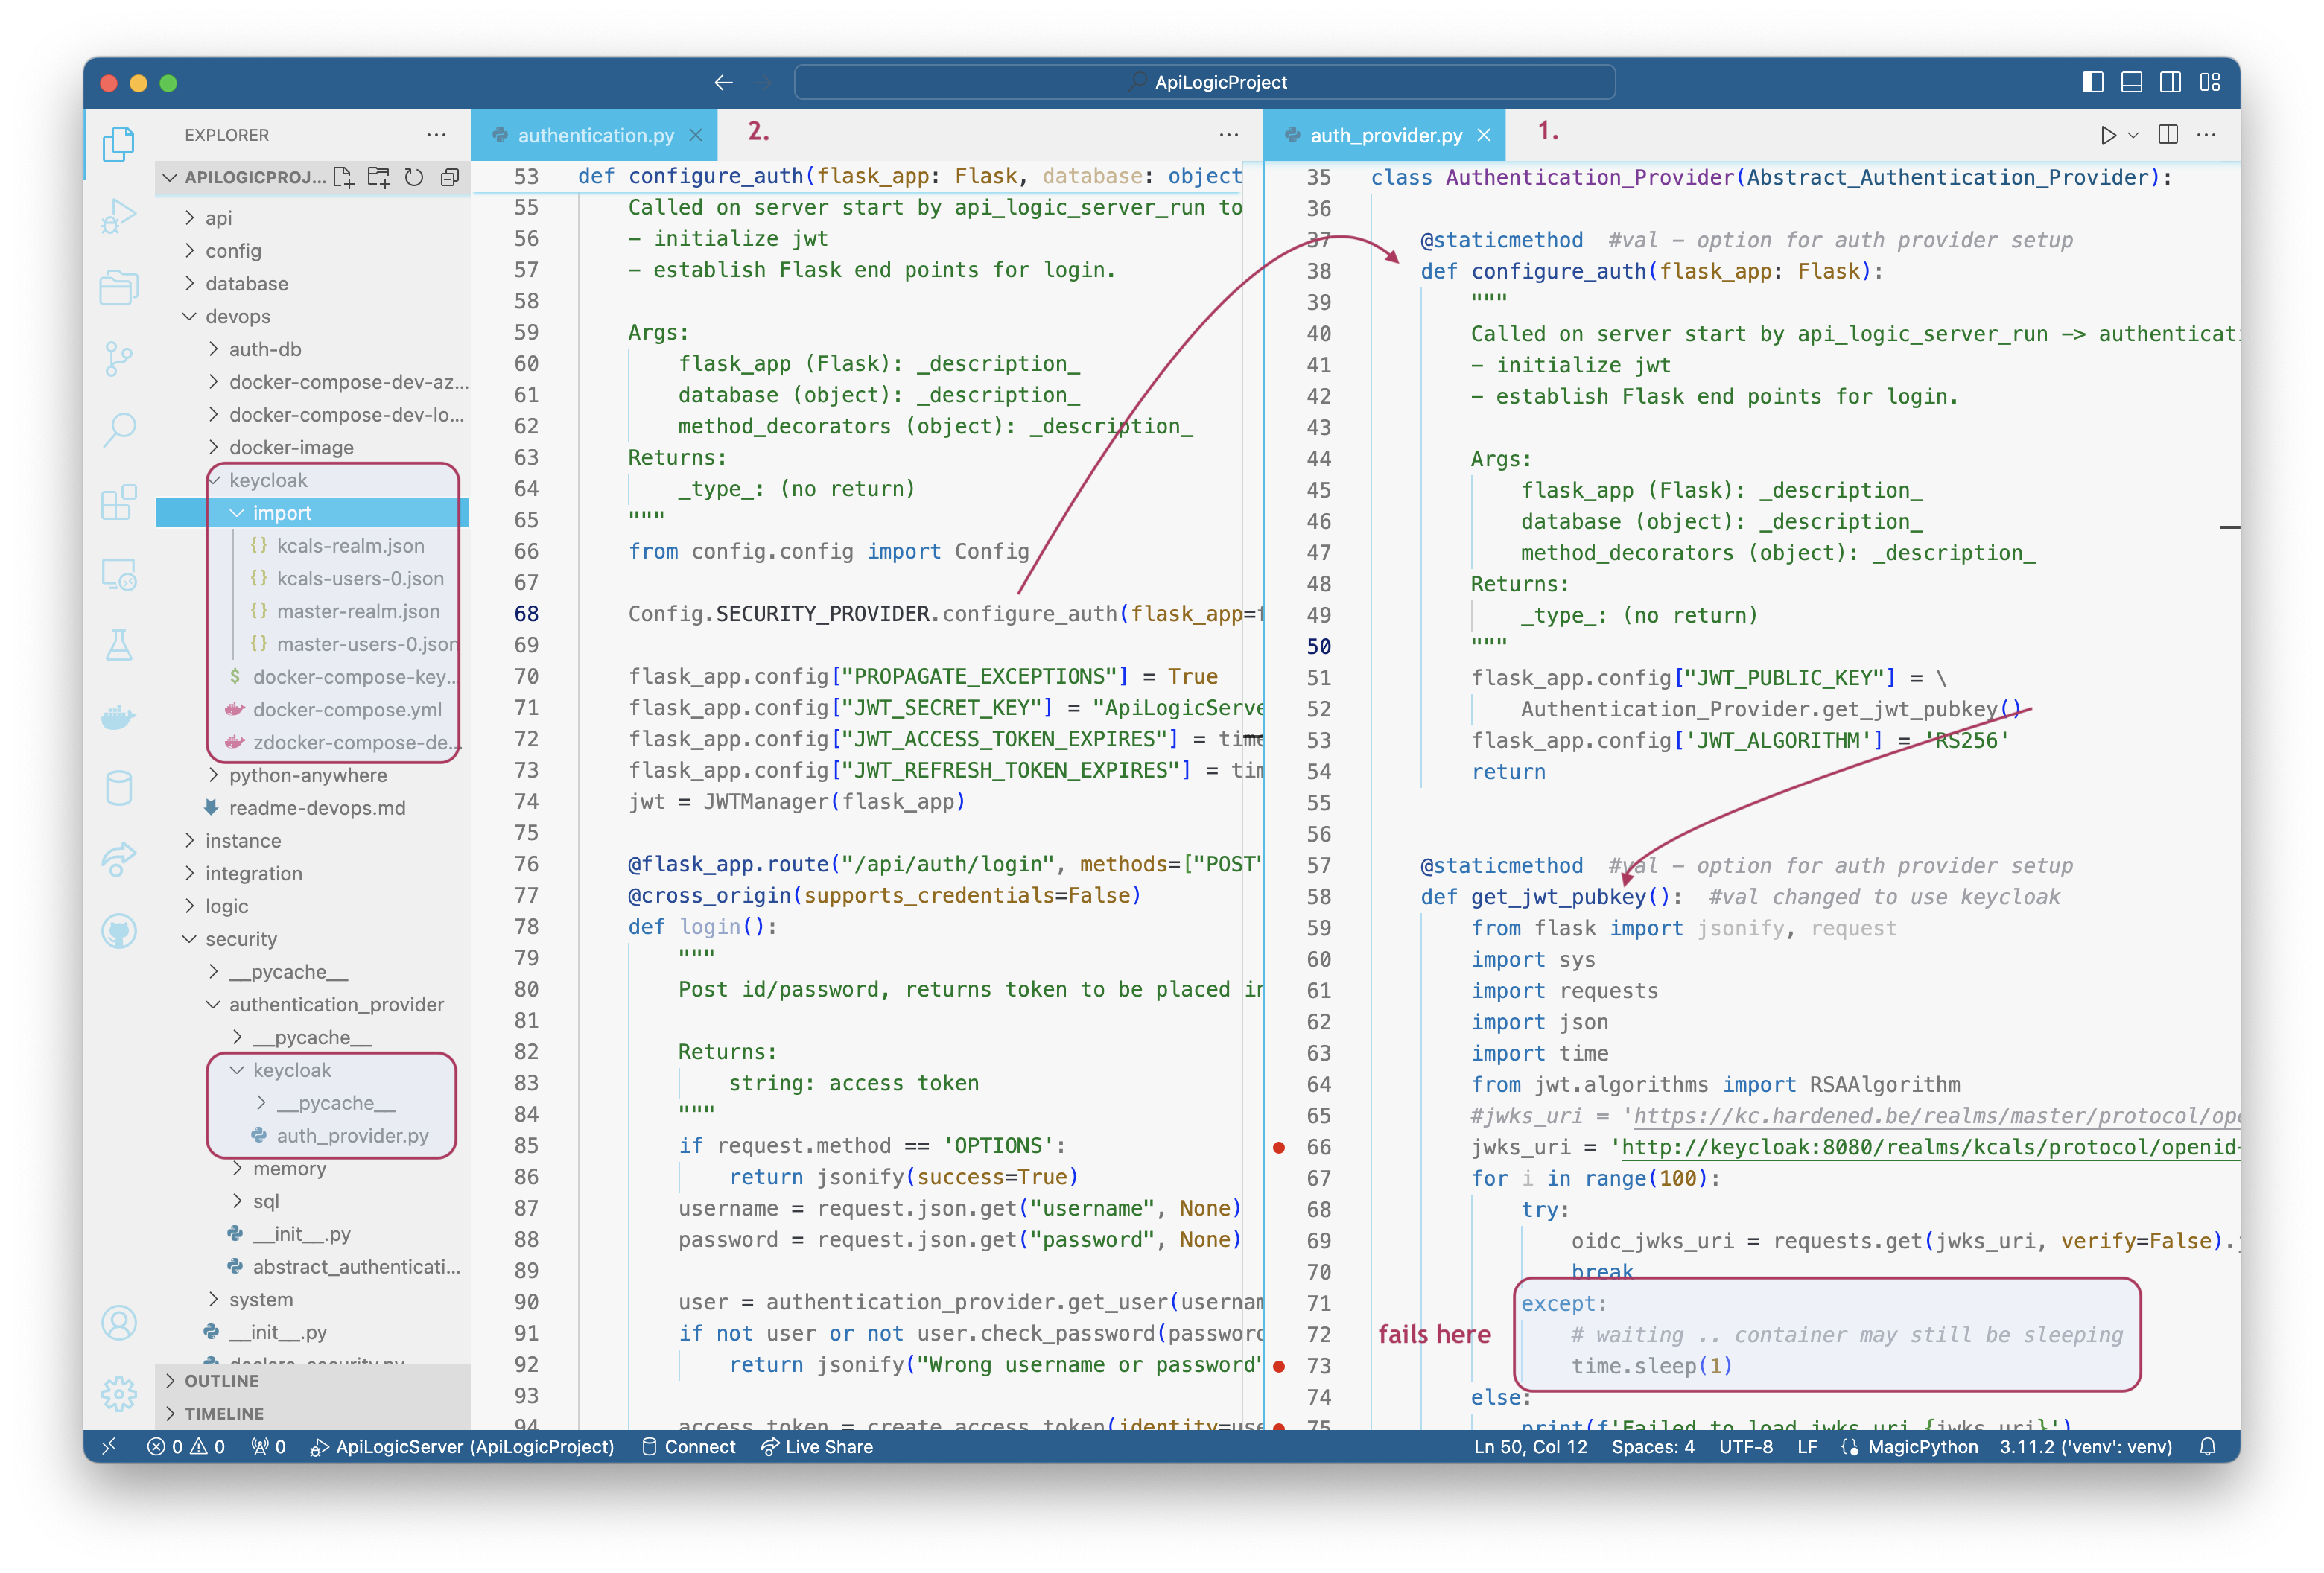 ApiLogicProject
EXPLORER
APILOGICPROJ...
api
config
database
devops
auth-db
docker-compose-dev-az...
docker-compose-dev-lo...
docker-image
keycloak
import
{} kcals-realm.json
{} kcals-users-0.json
{} master-realm.json
{} master-users-0.json
$ docker-compose-key...
docker-compose.yml
zdocker-compose-de...
python-anywhere
readme-devops.md
instance
integration
logic
security
__pycache__
authentication_provider
__pycache__
keycloak
__pycache__
auth_provider.py
memory
sql
__init__.py
abstract_authenticati...
system
__init__.py
declare_security.py
OUTLINE
TIMELINE
authentication.py
2.
53 def configure_auth(flask_app: Flask, database: object
55 Called on server start by api_logic_server_run to
56 - initialize jwt
57 - establish Flask end points for login.
58
59 Args:
60 flask_app (Flask): _description_
61 database (object): _description_
62 method_decorators (object): _description_
63 Returns:
64 _type_: (no return)
65 """
66 from config.config import Config
67
68 Config.SECURITY_PROVIDER.configure_auth(flask_app=f
69
70 flask_app.config["PROPAGATE_EXCEPTIONS"] = True
71 flask_app.config["JWT_SECRET_KEY"] = "ApiLogicServe
72 flask_app.config["JWT_ACCESS_TOKEN_EXPIRES"] = time
73 flask_app.config["JWT_REFRESH_TOKEN_EXPIRES"] = tim
74 jwt = JWTManager(flask_app)
75
76 @flask_app.route("/api/auth/login", methods=["POST"
77 @cross_origin(supports_credentials=False)
78 def login():
79 """
80 Post id/password, returns token to be placed in
81
82 Returns:
83 string: access token
84 """
85 if request.method == 'OPTIONS':
86 return jsonify(success=True)
87 username = request.json.get("username", None)
88 password = request.json.get("password", None)
89
90 user = authentication_provider.get_user(usernam
91 if not user or not user.check_password(password
92 return jsonify("Wrong username or password"
93
94 access_token = create_access_token(identity=use
auth_provider.py
1.
35 class Authentication_Provider(Abstract_Authentication_Provider):
36
37 @staticmethod #val - option for auth provider setup
38 def configure_auth(flask_app: Flask):
39 """
40 Called on server start by api_logic_server_run -> authenticati
41 - initialize jwt
42 - establish Flask end points for login.
43
44 Args:
45 flask_app (Flask): _description_
46 database (object): _description_
47 method_decorators (object): _description_
48 Returns:
49 _type_: (no return)
50 """
51 flask_app.config["JWT_PUBLIC_KEY"] = \
52 Authentication_Provider.get_jwt_pubkey()
53 flask_app.config['JWT_ALGORITHM'] = 'RS256'
54 return
55
56
57 @staticmethod #val - option for auth provider setup
58 def get_jwt_pubkey(): #val changed to use keycloak
59 from flask import jsonify, request
60 import sys
61 import requests
62 import json
63 import time
64 from jwt.algorithms import RSAAlgorithm
65 #jwks_uri = 'https://kc.hardened.be/realms/master/protocol/ope
66 jwks_uri = 'http://keycloak:8080/realms/kcals/protocol/openid-
67 for i in range(100):
68 try:
69 oidc_jwks_uri = requests.get(jwks_uri, verify=False).j
70 break
71 except:
72 # waiting .. container may still be sleeping
73 time.sleep(1)
74 else:
75 print(f'Failed to load jwks_uri {jwks_uri}')
fails here
0 0 0 ApiLogicServer (ApiLogicProject) Connect Live Share Ln 50, Col 12 Spaces: 4 UTF-8 LF MagicPython 3.11.2 ('venv': venv)